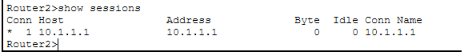 Router2>show sessions
Conn Host                Address             Byte  Idle Conn Name
*  1 10.1.1.1            10.1.1.1               0     0 10.1.1.1
Router2>